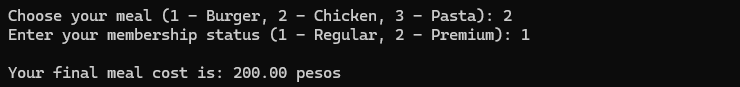 Choose your meal (1 - Burger, 2 - Chicken, 3 - Pasta): 2
Enter your membership status (1 - Regular, 2 - Premium): 1
Your final meal cost is: 200.00 pesos